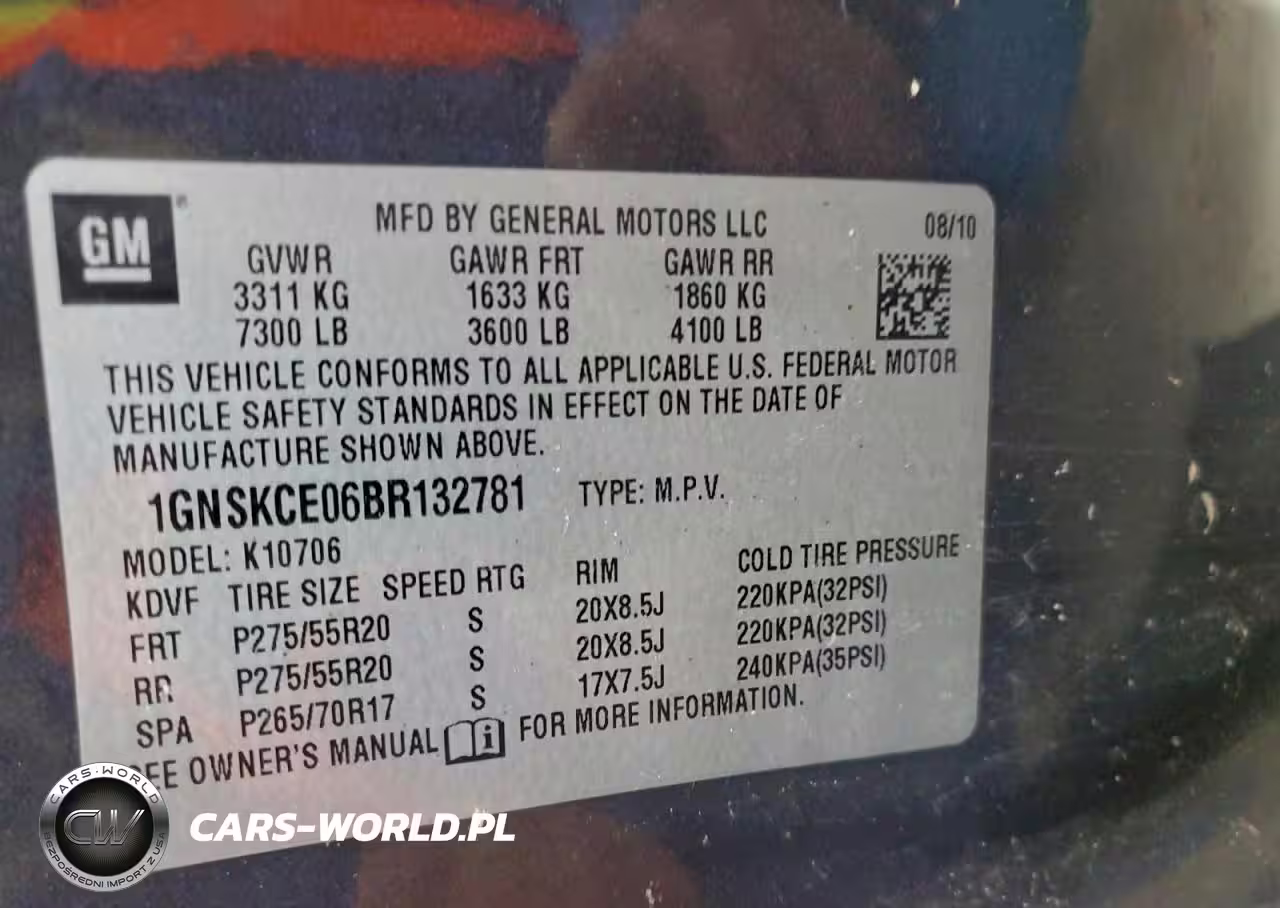 GM
MFD BY GENERAL MOTORS LLC 08/10
GVWR GAWR FRT GAWR RR
3311 KG 1633 KG 1860 KG
7300 LB 3600 LB 4100 LB
THIS VEHICLE CONFORMS TO ALL APPLICABLE U.S. FEDERAL MOTOR
VEHICLE SAFETY STANDARDS IN EFFECT ON THE DATE OF
MANUFACTURE SHOWN ABOVE.
1GNSKCE06BR132781 TYPE: M.P.V.
MODEL: K10706
KDVF TIRE SIZE SPEED RTG RIM COLD TIRE PRESSURE
FRT P275/55R20 S 20X8.5J 220KPA(32PSI)
RR P275/55R20 S 20X8.5J 220KPA(32PSI)
SPA P265/70R17 S 17X7.5J 240KPA(35PSI)
SEE OWNER'S MANUAL i FOR MORE INFORMATION.
CARS-WORLD
CW
BEZPOŚREDNI IMPORT Z USA
CARS-WORLD.PL